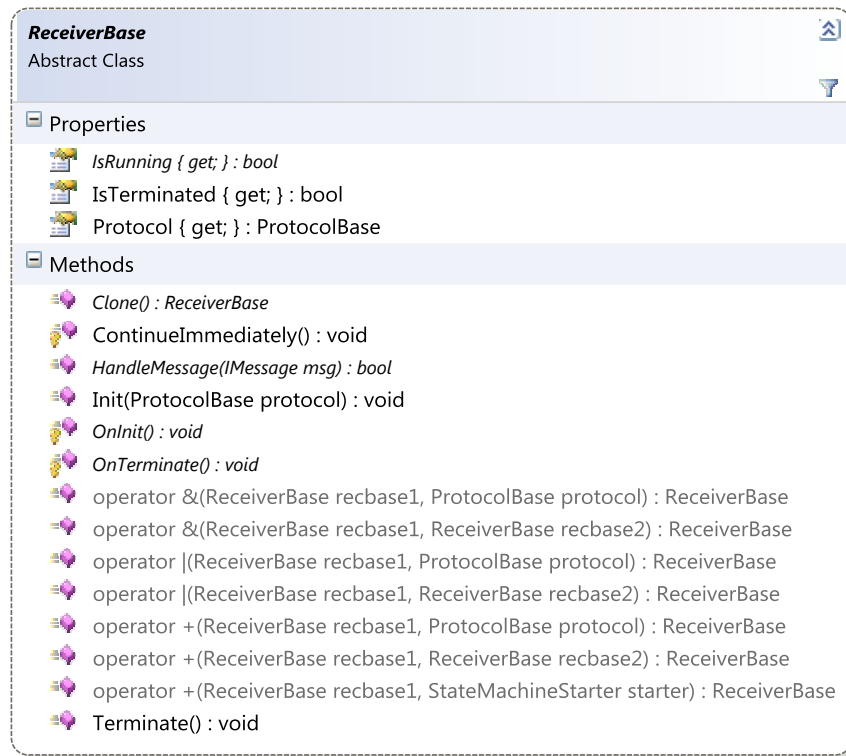 ReceiverBase
Abstract Class
Properties
IsRunning { get; } : bool
IsTerminated { get; } : bool
Protocol { get; } : ProtocolBase
Methods
Clone() : ReceiverBase
ContinueImmediately() : void
HandleMessage(IMessage msg) : bool
Init(ProtocolBase protocol) : void
OnInit() : void
OnTerminate() : void
operator &(ReceiverBase recbase1, ProtocolBase protocol) : ReceiverBase
operator &(ReceiverBase recbase1, ReceiverBase recbase2) : ReceiverBase
operator |(ReceiverBase recbase1, ProtocolBase protocol) : ReceiverBase
operator |(ReceiverBase recbase1, ReceiverBase recbase2) : ReceiverBase
operator +(ReceiverBase recbase1, ProtocolBase protocol) : ReceiverBase
operator +(ReceiverBase recbase1, ReceiverBase recbase2) : ReceiverBase
operator +(ReceiverBase recbase1, StateMachineStarter starter) : ReceiverBase
Terminate() : void